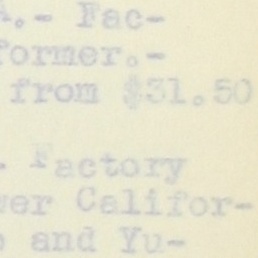 A.- Fac-
former.-
from $31.50
. Factory
wer Califor-
o and Yu-